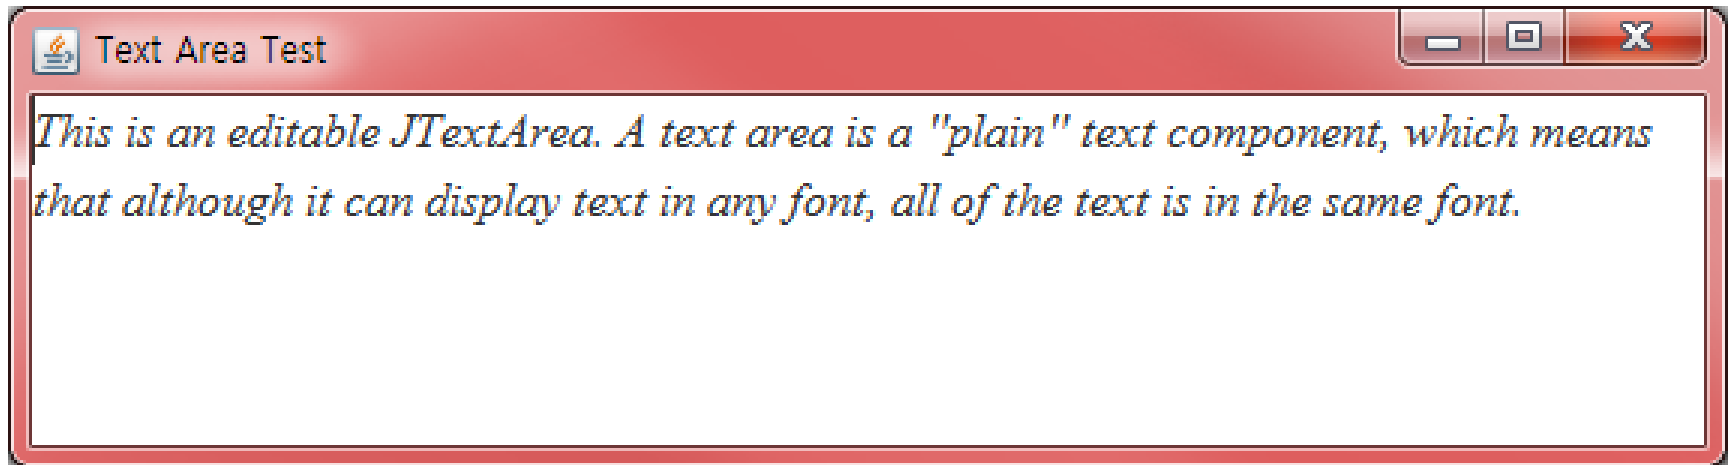 Text Area Test
This is an editable JTextArea. A text area is a "plain" text component, which means
that although it can display text in any font, all of the text is in the same font.